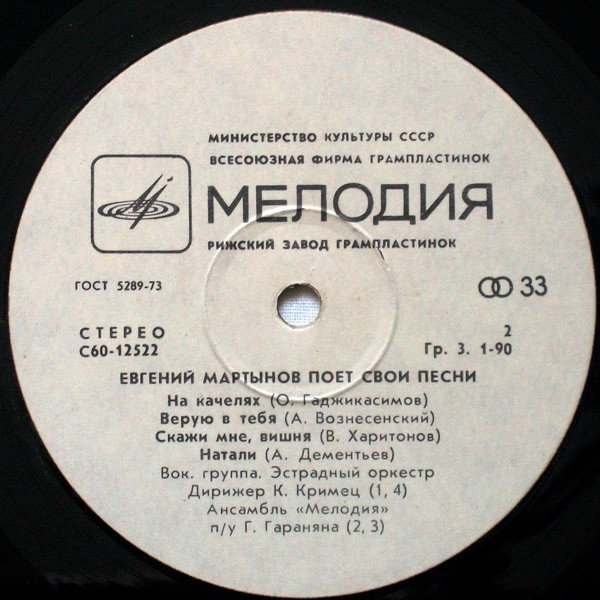 МИНИСТЕРСТВО КУЛЬТУРЫ СССР
ВСЕСОЮЗНАЯ ФИРМА ГРАМПЛАСТИНОК
МЕЛОДИЯ
РИЖСКИЙ ЗАВОД ГРАМПЛАСТИНОК
ГОСТ 5289-73
33
СТЕРЕО
2
С60-12522
Гр. 3. 1-90
ЕВГЕНИЙ МАРТЫНОВ ПОЕТ СВОИ ПЕСНИ
На качелях (О. Гаджикасимов)
Верую в тебя (А. Вознесенский)
Скажи мне, вишня (В. Харитонов)
Натали (А. Дементьев)
Вок. группа. Эстрадный оркестр
Дирижер К. Кримец (1, 4)
Ансамбль «Мелодия»
п/у Г. Гараняна (2, 3)